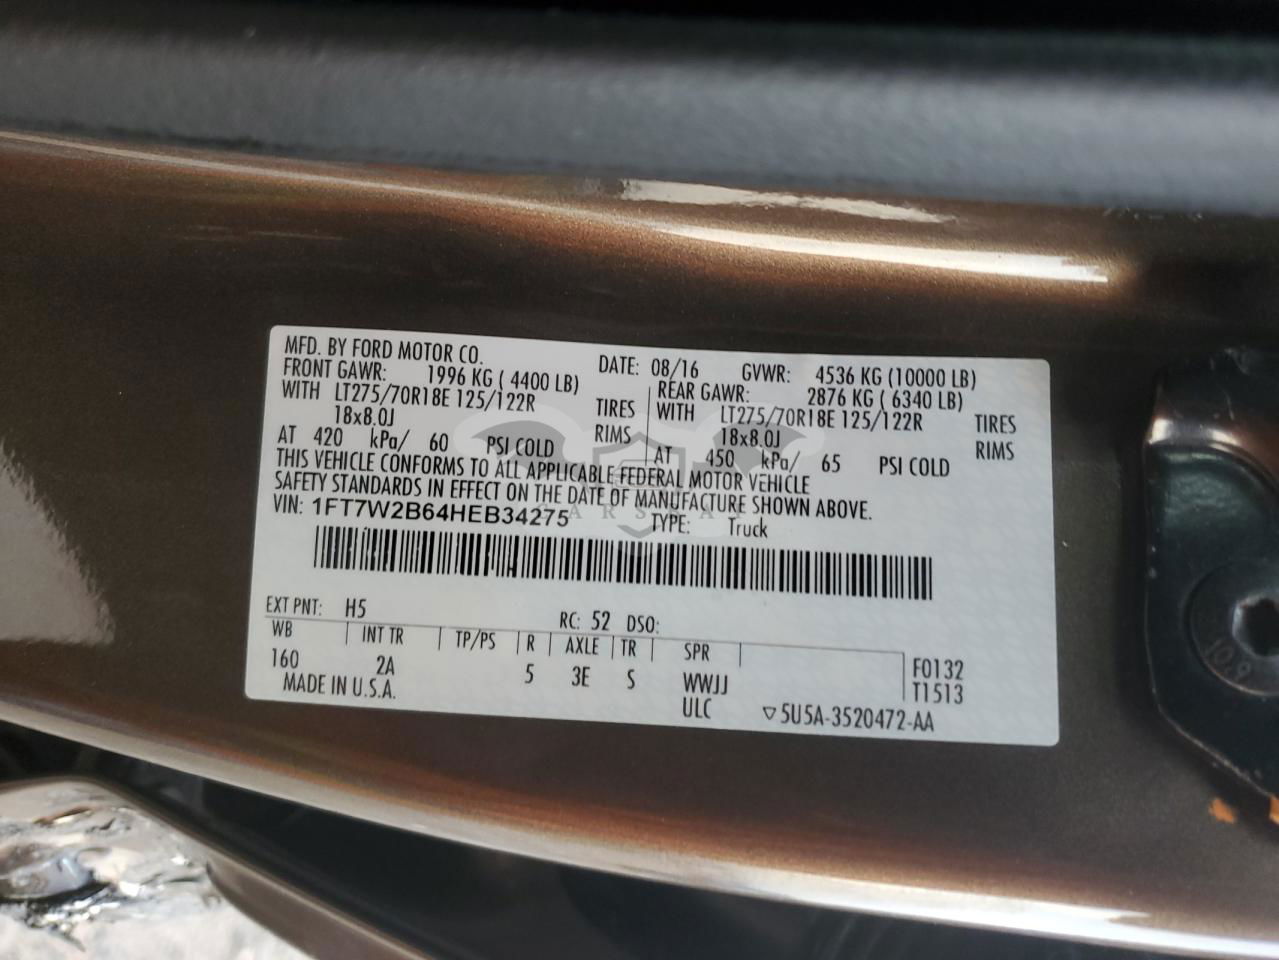 MFD. BY FORD MOTOR CO. DATE: 08/16 GVWR: 4536 KG (10000 LB)
FRONT GAWR: 1996 KG ( 4400 LB) REAR GAWR: 2876 KG ( 6340 LB)
WITH LT275/70R18E 125/122R TIRES WITH LT275/70R18E 125/122R TIRES
18x8.0J RIMS 18x8.0J RIMS
AT 420 kPa/ 60 PSI COLD AT 450 kPa/ 65 PSI COLD
THIS VEHICLE CONFORMS TO ALL APPLICABLE FEDERAL MOTOR VEHICLE
SAFETY STANDARDS IN EFFECT ON THE DATE OF MANUFACTURE SHOWN ABOVE.
VIN: 1FT7W2B64HEB34275 TYPE: Truck
EXT PNT: H5 RC: 52 DSO:
WB INT TR TP/PS R AXLE TR SPR
160 2A 5 3E S WWJJ F0132
MADE IN U.S.A. ULC T1513
5U5A-3520472-AA
10.9